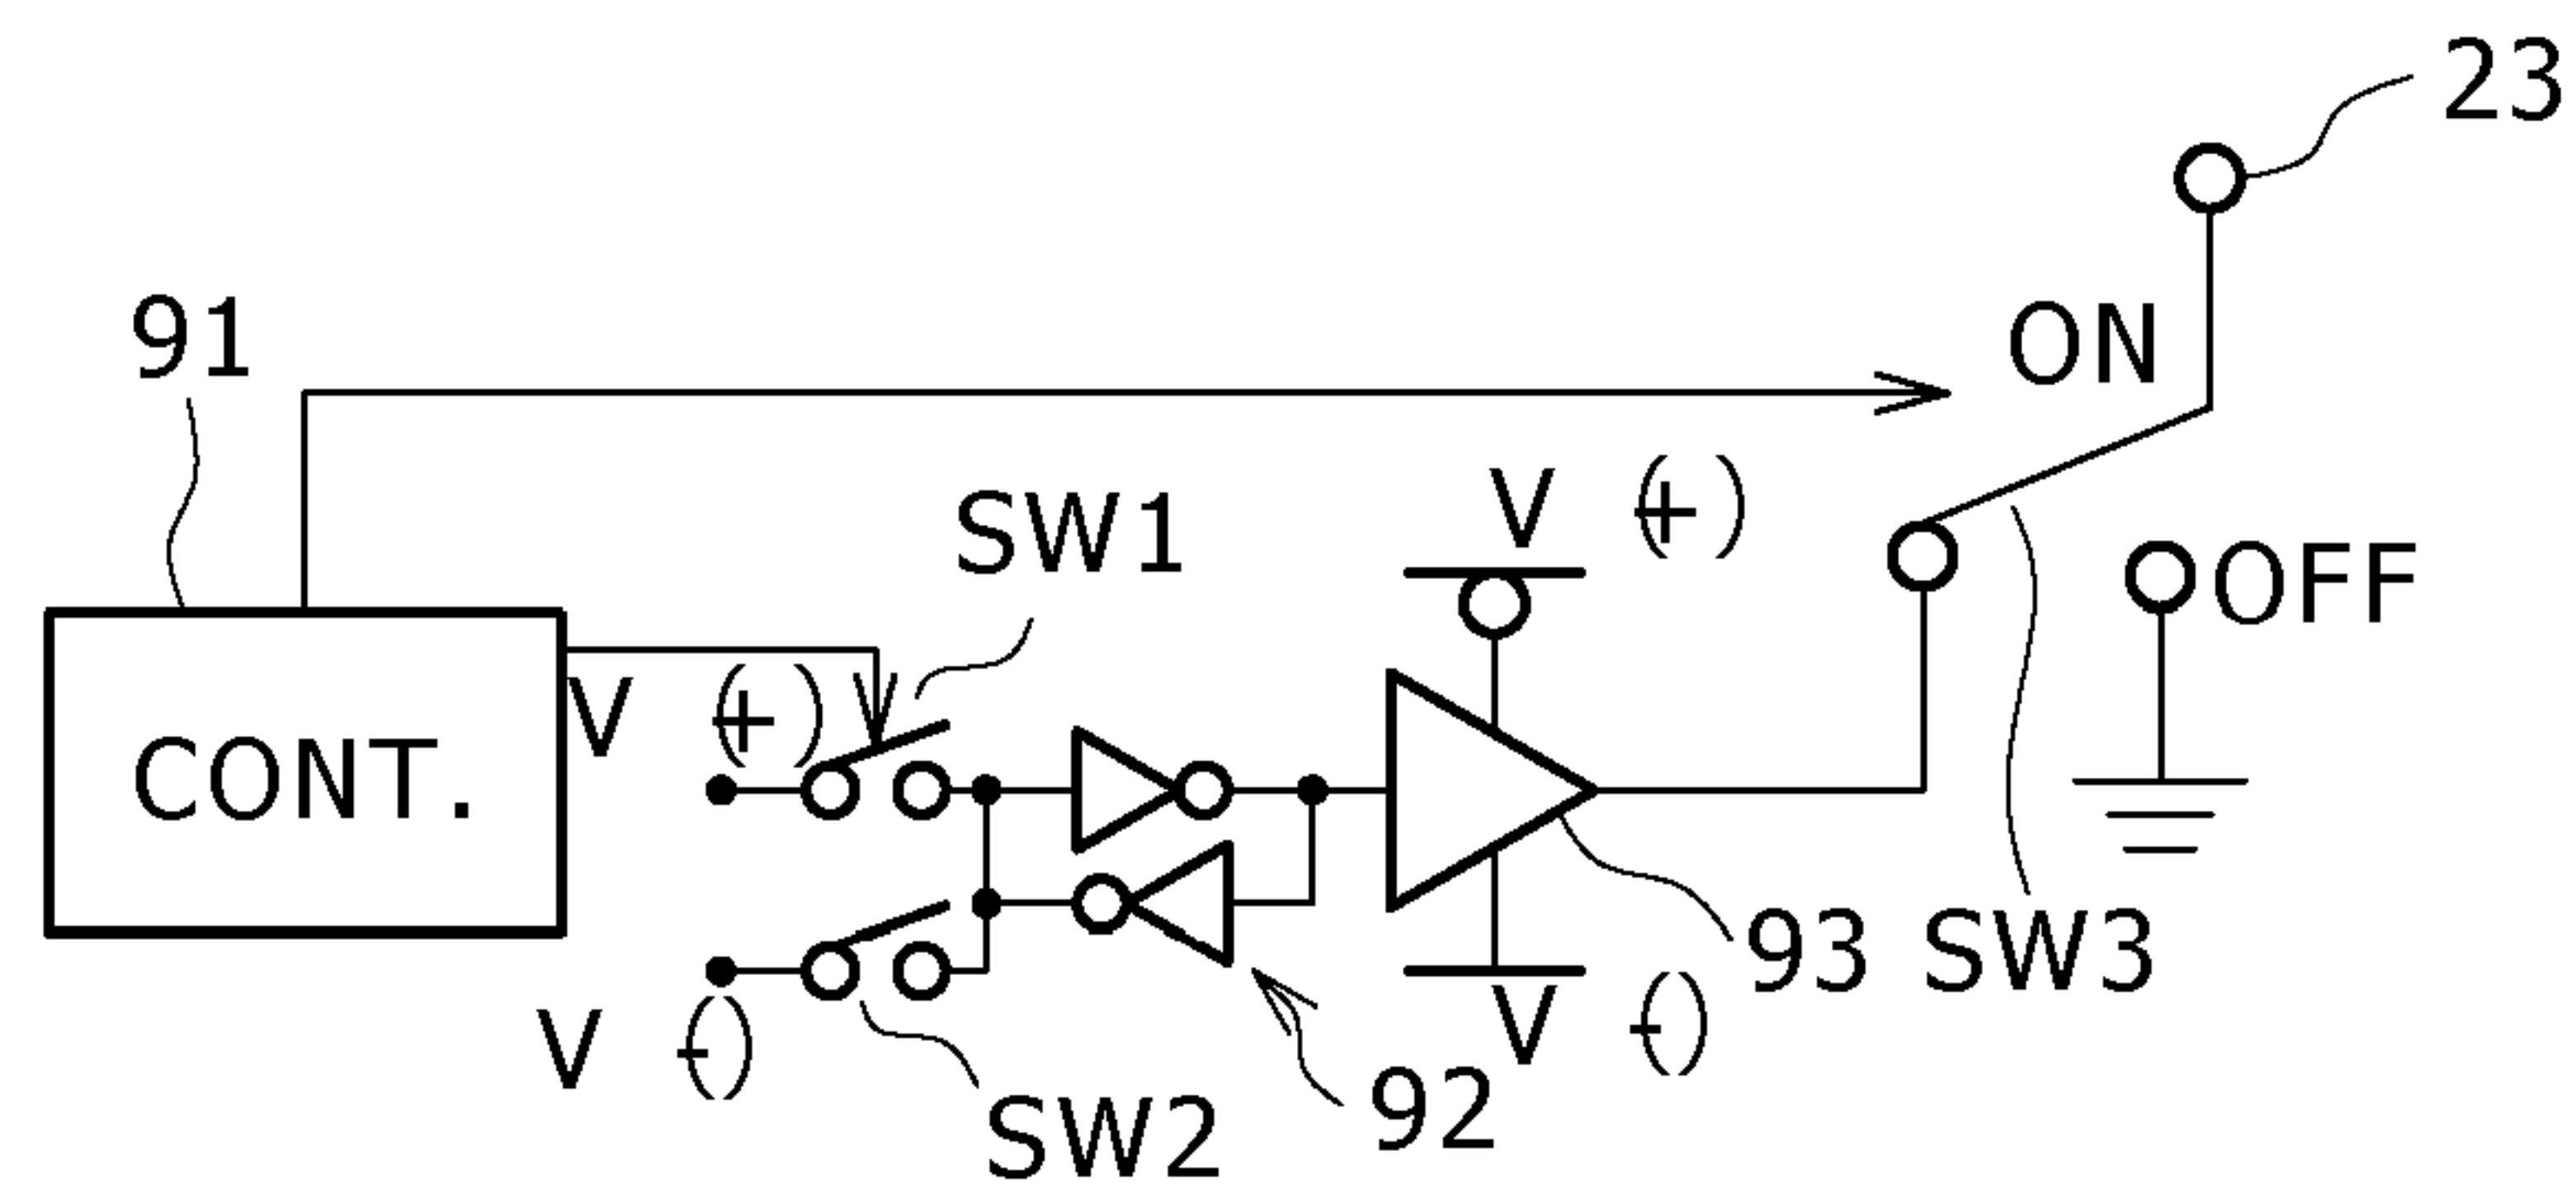 23
ON
91
SW1
V (+)
OFF
V (+)
CONT.
93
SW3
V (-)
V (-)
92
SW2